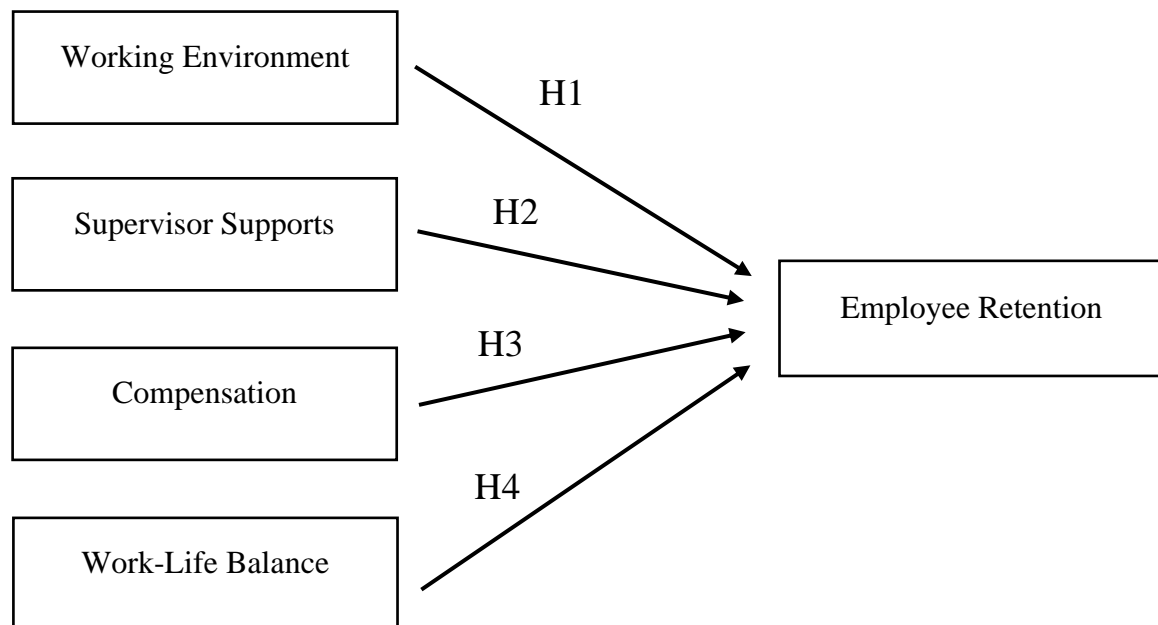 Working Environment
H1
Supervisor Supports
H2
Employee Retention
H3
Compensation
H4
Work-Life Balance